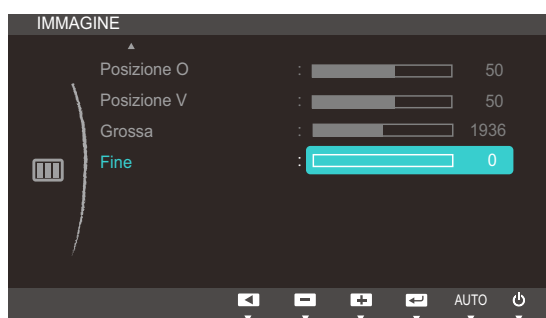 IMMAGINE
Posizione O : 50
Posizione V : 50
Grossa : 1936
Fine : 0
AUTO